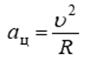 aц = υ²/R